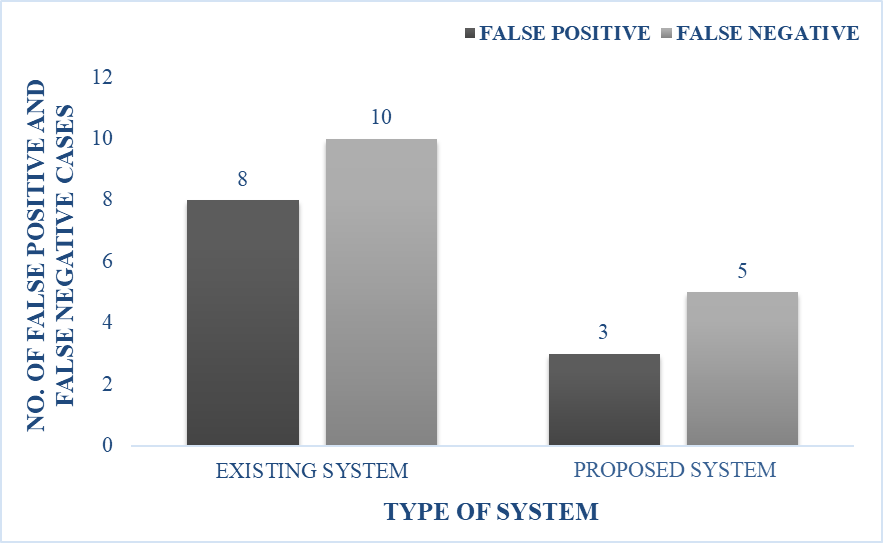 FALSE POSITIVE FALSE NEGATIVE
NO. OF FALSE POSITIVE AND
FALSE NEGATIVE CASES
12
10
8
6
4
2
0
8
10
3
5
EXISTING SYSTEM
PROPOSED SYSTEM
TYPE OF SYSTEM